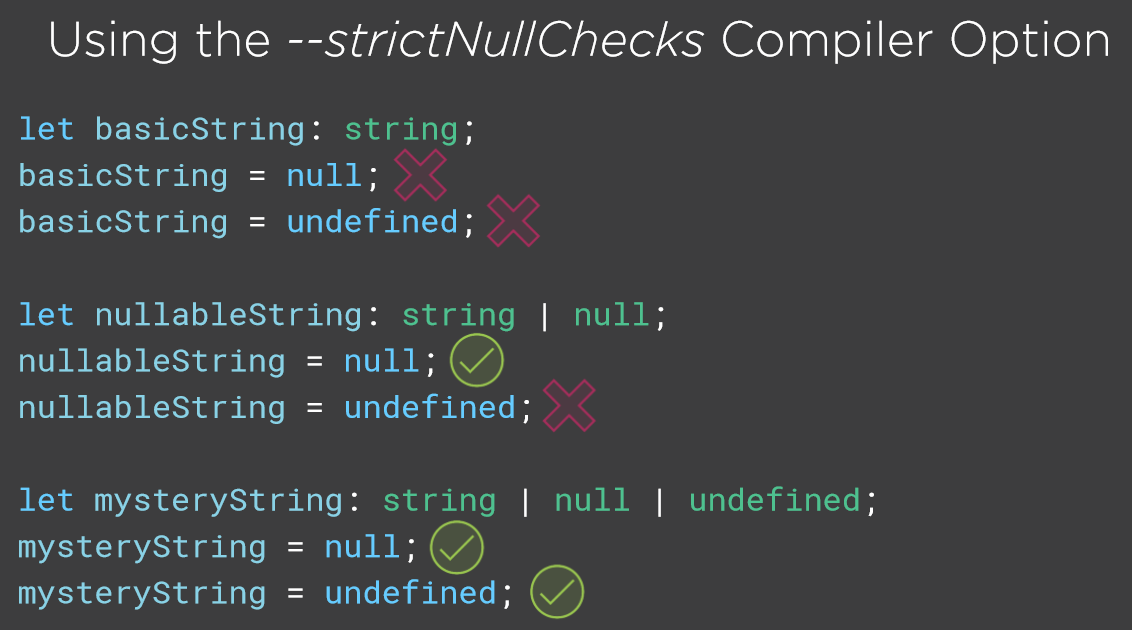 Using the --strictNullChecks Compiler Option
let basicString: string;
basicString = null;
basicString = undefined;
let nullableString: string | null;
nullableString = null;
nullableString = undefined;
let mysteryString: string | null | undefined;
mysteryString = null;
mysteryString = undefined;